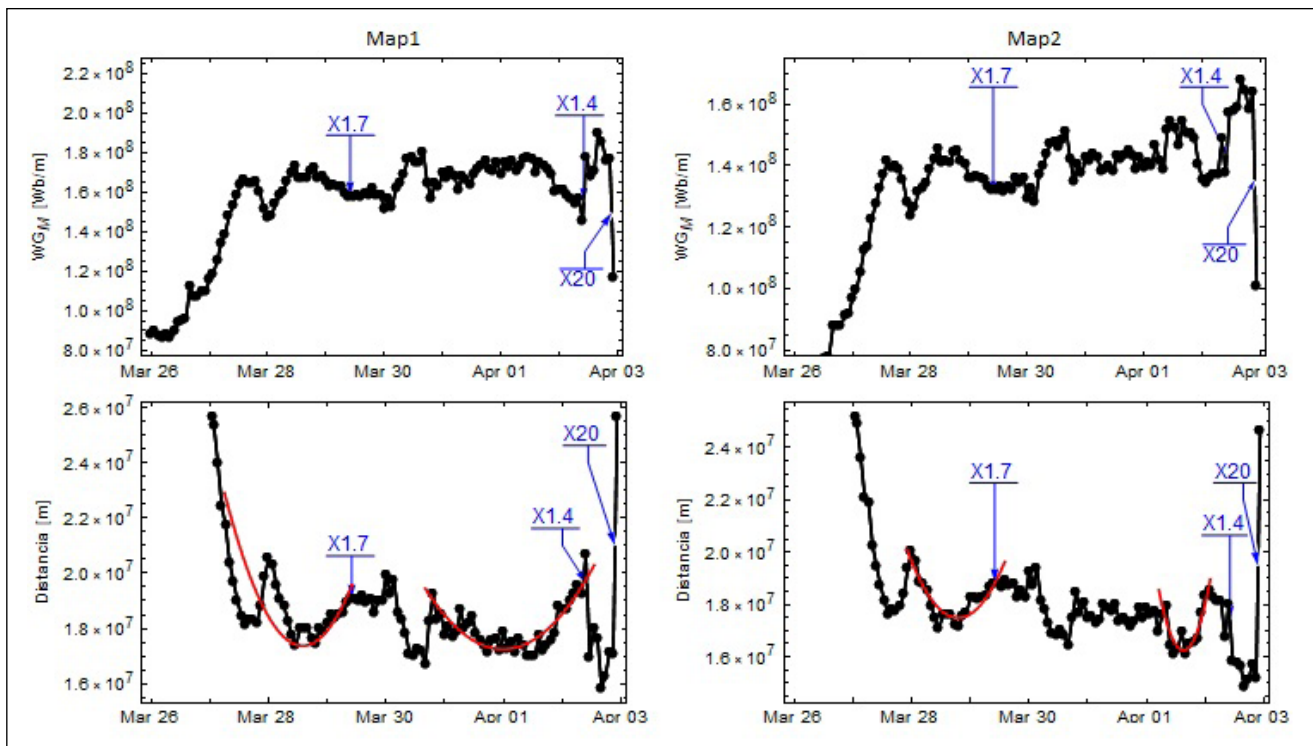 Map1
Map2
WG_M [Wb/m]
2.2 × 10^8
2.0 × 10^8
1.8 × 10^8
1.6 × 10^8
1.4 × 10^8
1.2 × 10^8
1.0 × 10^8
8.0 × 10^7
X1.7
X1.4
X20
Mar 26 Mar 28 Mar 30 Apr 01 Apr 03
WG_M [Wb/m]
1.6 × 10^8
1.4 × 10^8
1.2 × 10^8
1.0 × 10^8
8.0 × 10^7
X1.7
X1.4
X20
Mar 26 Mar 28 Mar 30 Apr 01 Apr 03
Distancia [m]
2.6 × 10^7
2.4 × 10^7
2.2 × 10^7
2.0 × 10^7
1.8 × 10^7
1.6 × 10^7
X20
X1.4
X1.7
Mar 26 Mar 28 Mar 30 Apr 01 Apr 03
Distancia [m]
2.4 × 10^7
2.2 × 10^7
2.0 × 10^7
1.8 × 10^7
1.6 × 10^7
X1.7
X20
X1.4
Mar 26 Mar 28 Mar 30 Apr 01 Apr 03